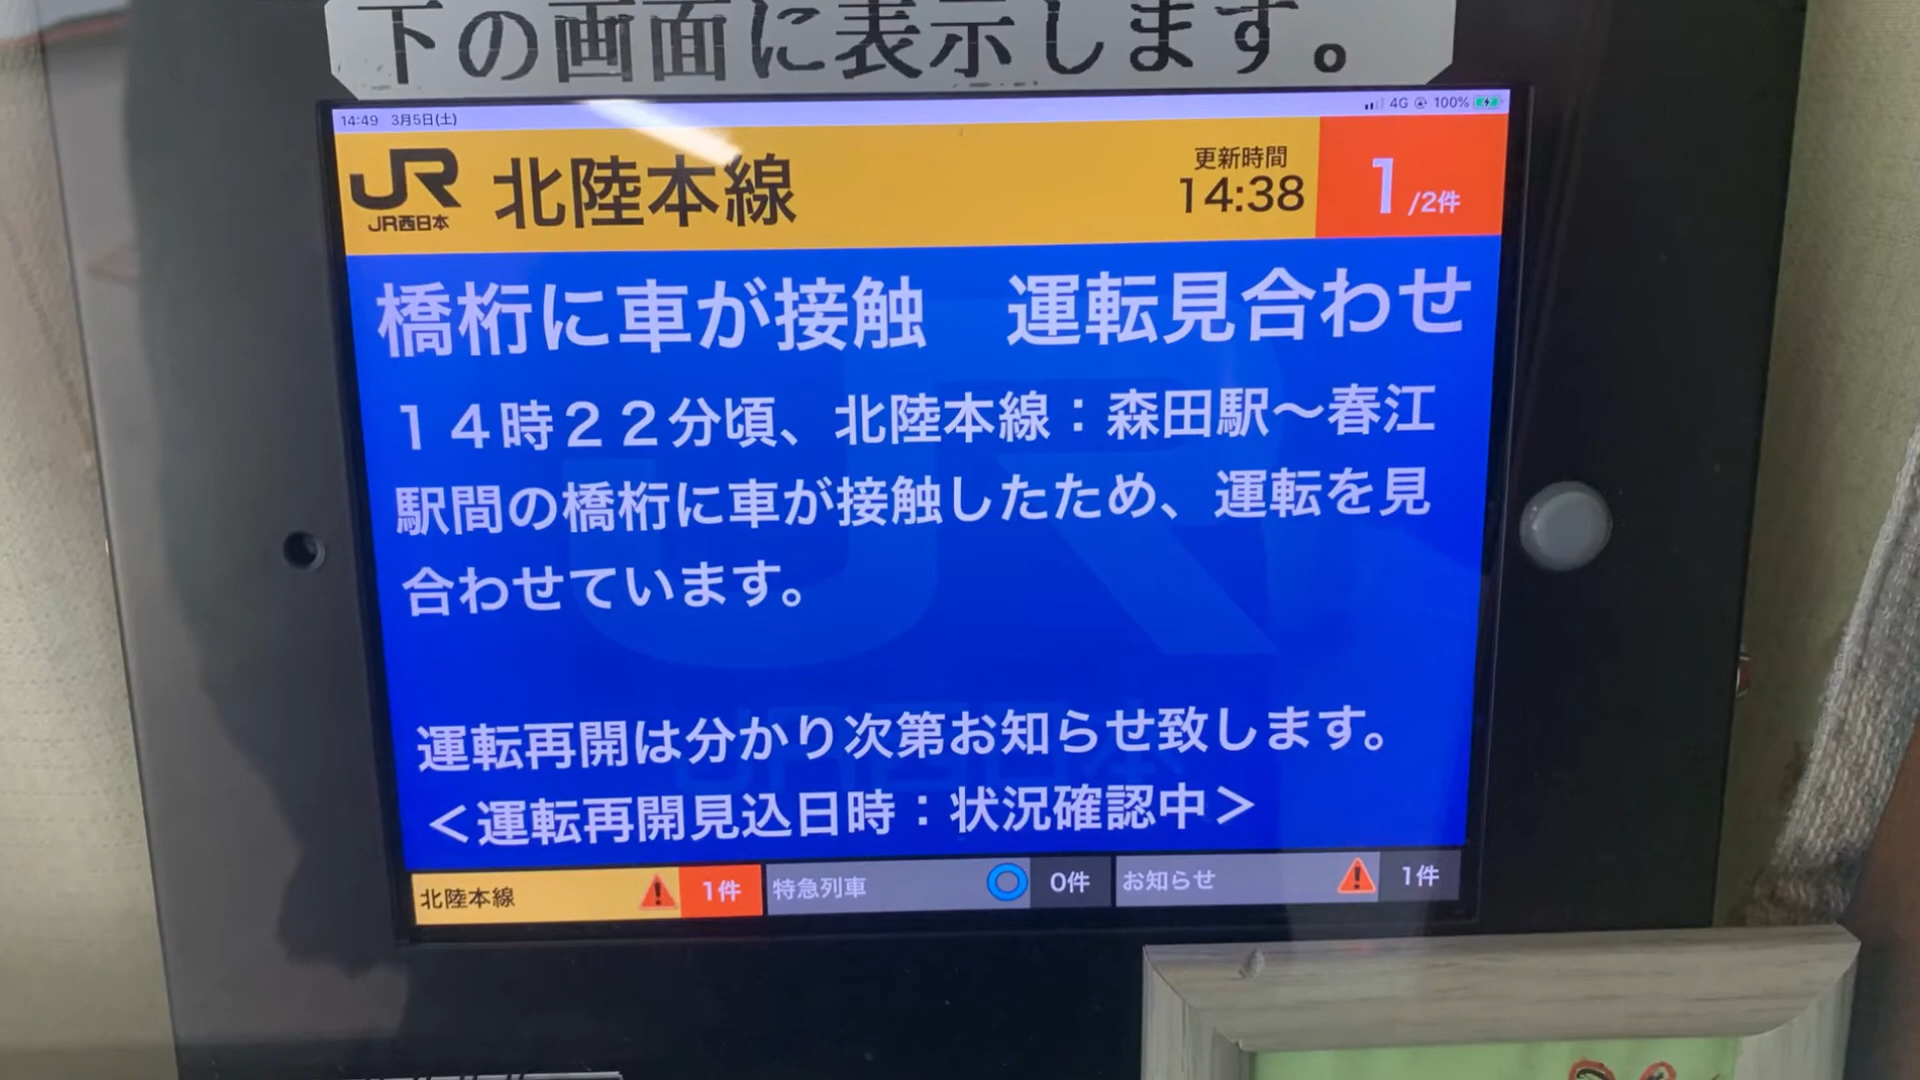 下の画面に表示します。
14:49 3月5日(土)
4G 100%
JR
JR西日本
北陸本線
更新時間
14:38
1/2件
橋桁に車が接触　運転見合わせ
１４時２２分頃、北陸本線：森田駅～春江
駅間の橋桁に車が接触したため、運転を見
合わせています。
運転再開は分かり次第お知らせ致します。
＜運転再開見込日時：状況確認中＞
北陸本線 1件 特急列車 0件 お知らせ 1件